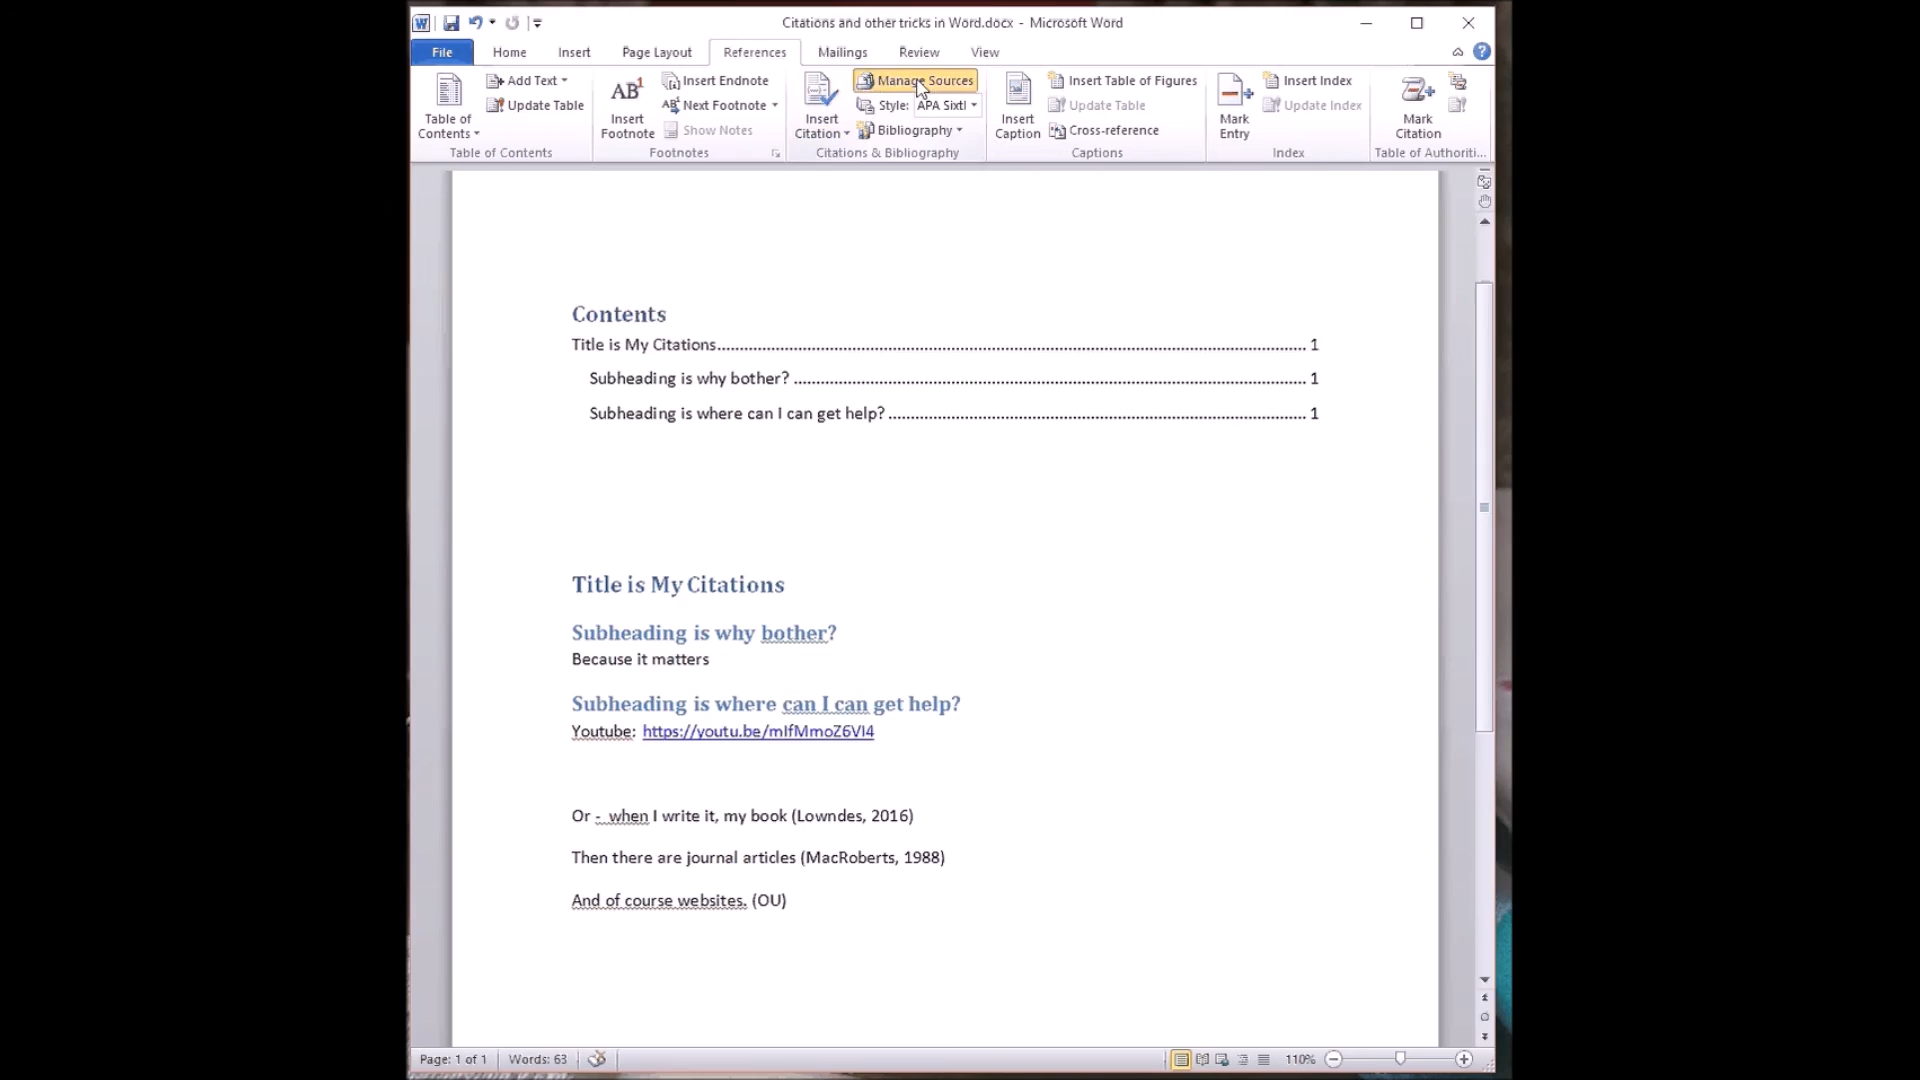 Citations and other tricks in Word.docx - Microsoft Word
File Home Insert Page Layout References Mailings Review View
Table of Contents
Add Text
Update Table
Table of Contents
AB1
Insert Footnote
Insert Endnote
Next Footnote
Show Notes
Footnotes
Insert Citation
Manage Sources
Style: APA Sixtl
Bibliography
Citations & Bibliography
Insert Caption
Insert Table of Figures
Update Table
Cross-reference
Captions
Mark Entry
Insert Index
Update Index
Index
Mark Citation
Table of Authoriti...
Contents
Title is My Citations.......... 1
Subheading is why bother? .......... 1
Subheading is where can I can get help? .......... 1
Title is My Citations
Subheading is why bother?
Because it matters
Subheading is where can I can get help?
Youtube: https://youtu.be/mIfMmoZ6VI4
Or - when I write it, my book (Lowndes, 2016)
Then there are journal articles (MacRoberts, 1988)
And of course websites. (OU)
Page: 1 of 1 Words: 63 110%